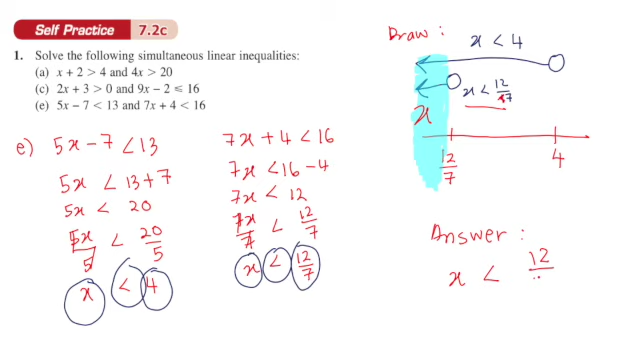 Self Practice 7.2c
1. Solve the following simultaneous linear inequalities:
(a) x + 2 > 4 and 4x > 20
(c) 2x + 3 > 0 and 9x − 2 ⩽ 16
(e) 5x − 7 < 13 and 7x + 4 < 16
e) 5x − 7 < 13
5x < 13 + 7
5x < 20
5x/5 < 20/5
x < 4
7x + 4 < 16
7x < 16 − 4
7x < 12
7x/7 < 12/7
x < 12/7
Draw:
x < 4
x < 12/7
x
12/7 4
Answer:
x < 12/